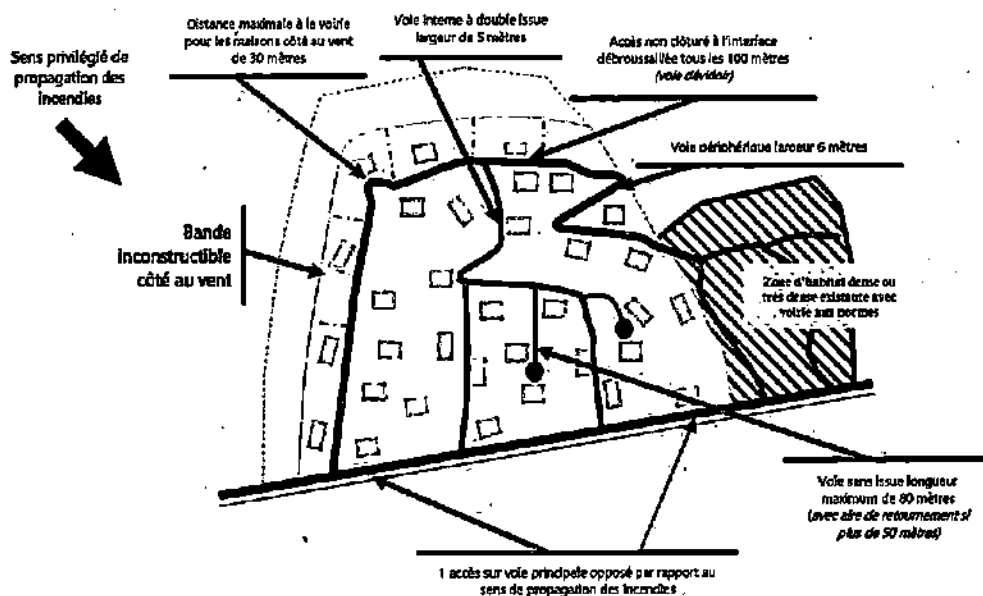 Distance maximale à la voirie
pour les maisons côté au vent
de 30 mètres
Voie interne à double issue
largeur de 5 mètres
Accès non clôturé à l'interface
débroussaillée tous les 100 mètres
(voie dévidoir)
Sens privilégié de
propagation des
incendies
Voie périphérique largeur 6 mètres
Bande
inconstructible
côté au vent
Zone d'habitat dense ou
très dense existante avec
voirie aux normes
Voie sans issue longueur
maximum de 80 mètres
(avec aire de retournement si
plus de 50 mètres)
1 accès sur voie principale opposé par rapport au
sens de propagation des incendies